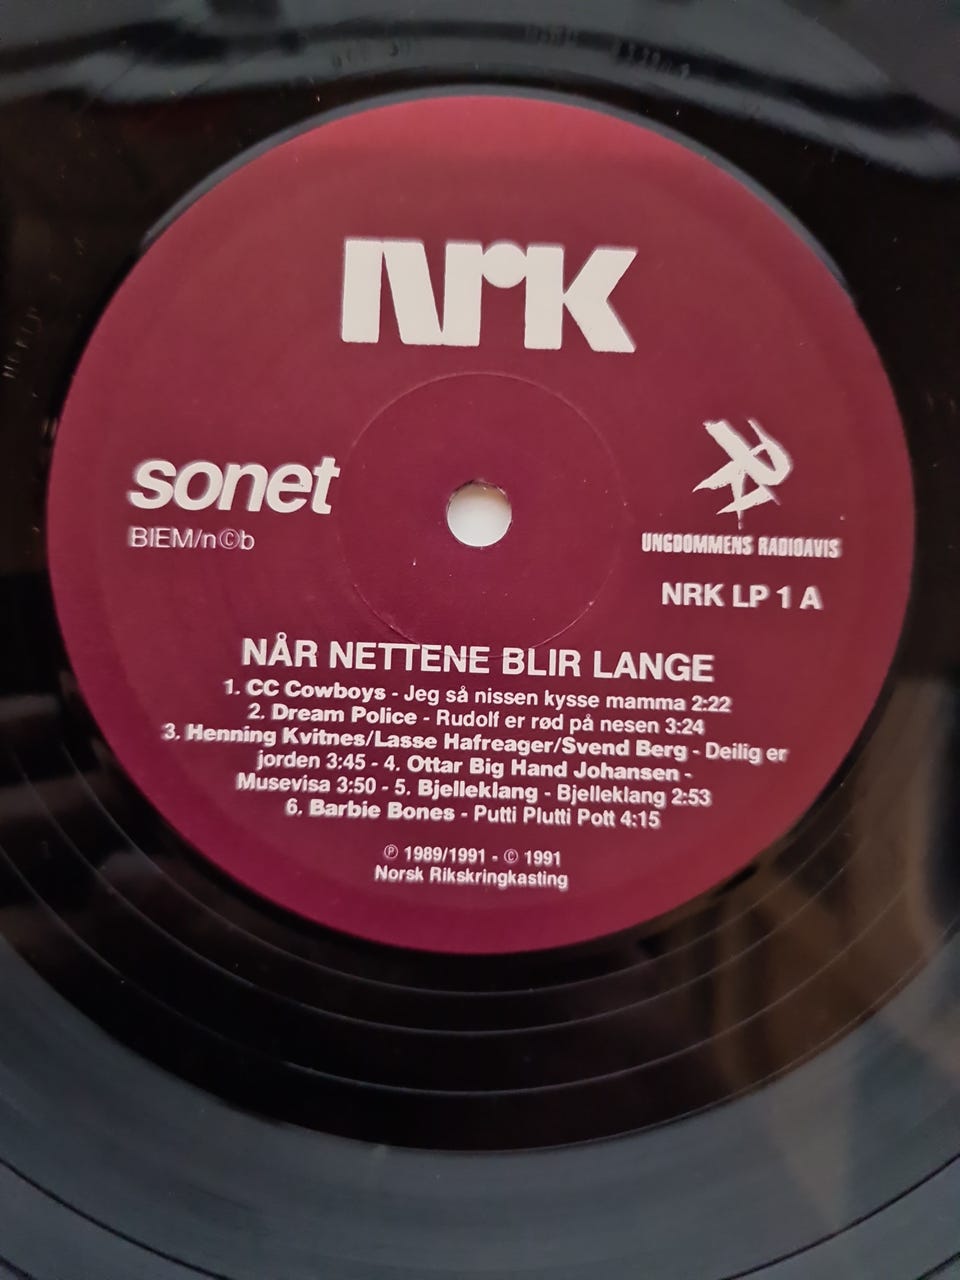 NRK
sonet
BIEM/n©b
UNGDOMMENS RADIOAVIS
NRK LP 1 A
NÅR NETTENE BLIR LANGE
1. CC Cowboys - Jeg så nissen kysse mamma 2:22
2. Dream Police - Rudolf er rød på nesen 3:24
3. Henning Kvitnes/Lasse Hafreager/Svend Berg - Deilig er
jorden 3:45 - 4. Ottar Big Hand Johansen -
Musevisa 3:50 - 5. Bjelleklang - Bjelleklang 2:53
6. Barbie Bones - Putti Plutti Pott 4:15
℗ 1989/1991 - © 1991
Norsk Rikskringkasting